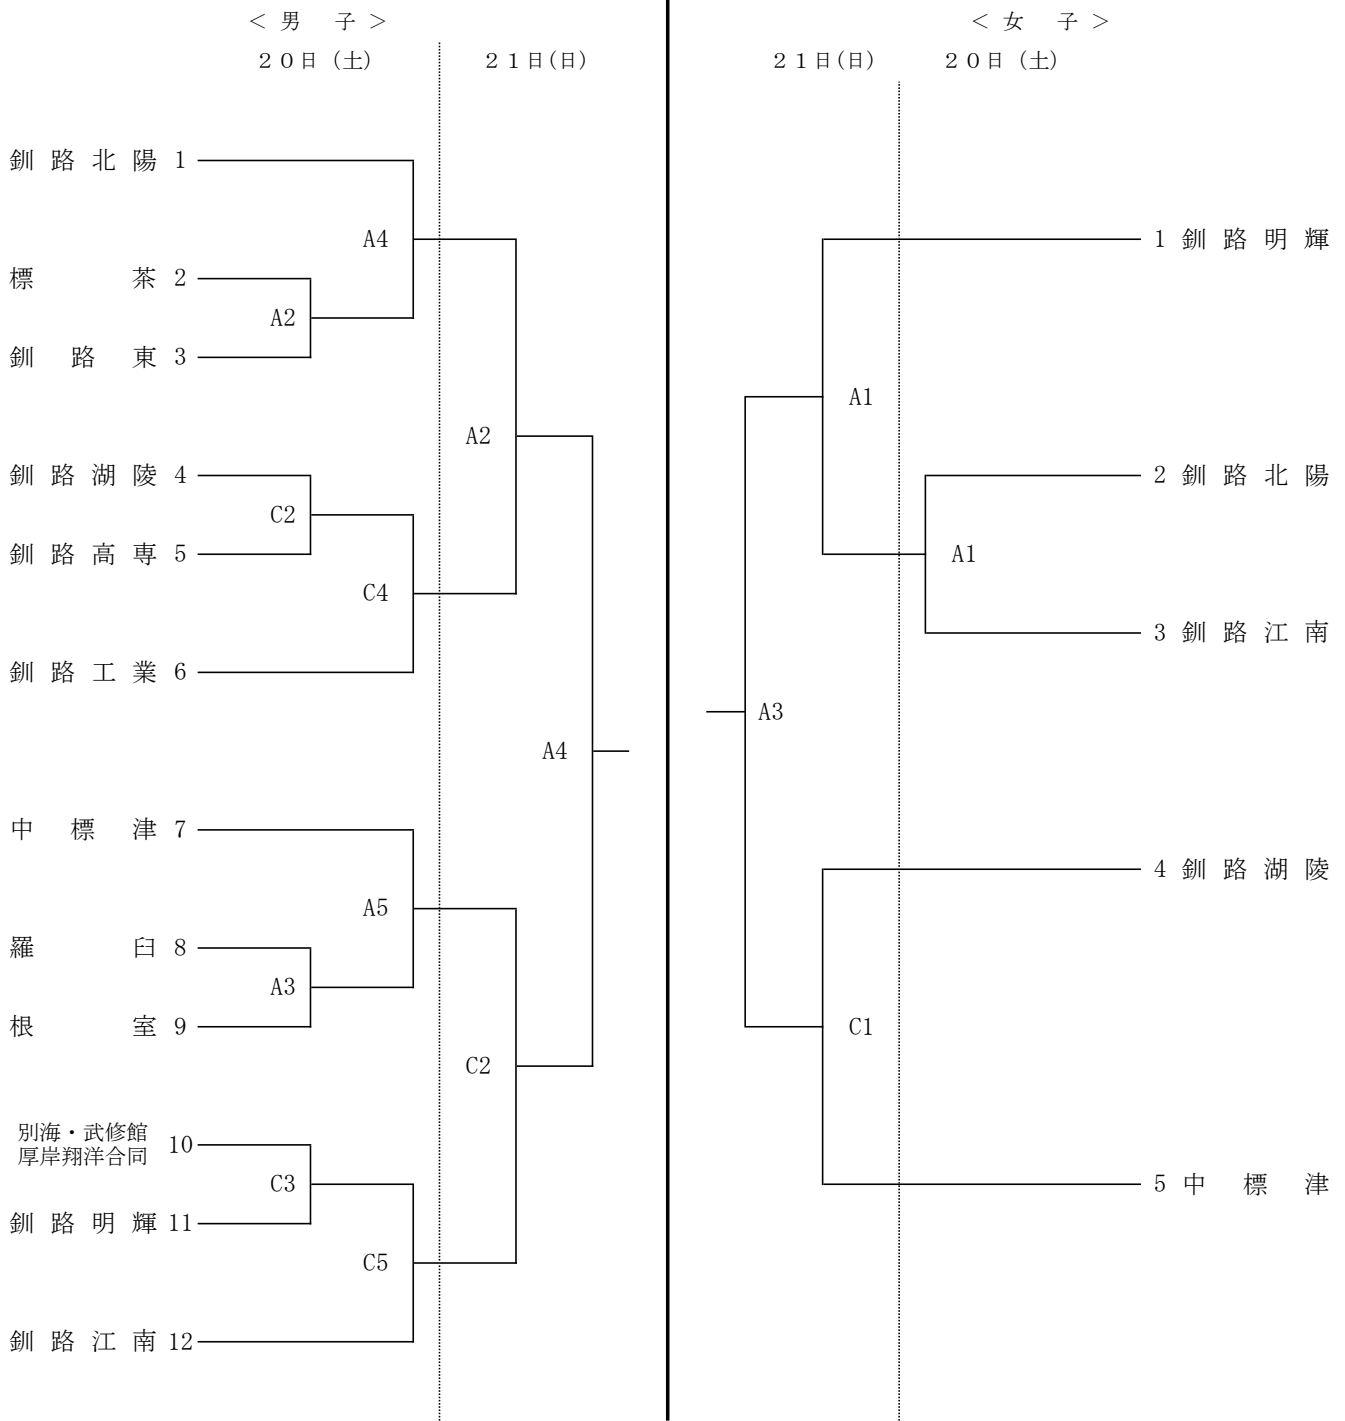 ＜ 男　子 ＞
２０日（土）
２１日(日)
釧路北陽 1
A4
標茶 2
A2
釧路東 3
A2
釧路湖陵 4
C2
釧路高専 5
C4
釧路工業 6
A4
中標津 7
A5
羅臼 8
A3
根室 9
C2
別海・武修館
厚岸翔洋合同
10
C3
釧路明輝 11
C5
釧路江南 12
＜ 女　子 ＞
２１日(日)
２０日（土）
1 釧路明輝
A1
2 釧路北陽
A1
3 釧路江南
A3
4 釧路湖陵
C1
5 中標津